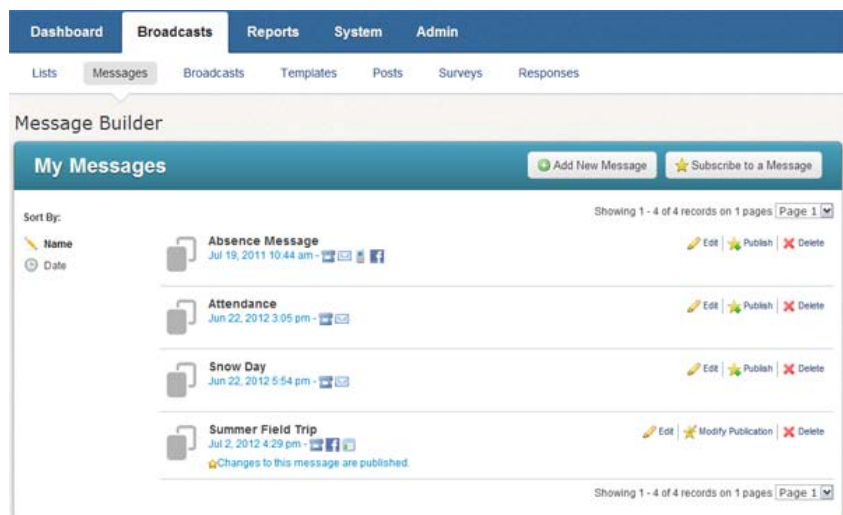 Dashboard Broadcasts Reports System Admin
Lists Messages Broadcasts Templates Posts Surveys Responses
Message Builder
My Messages Add New Message Subscribe to a Message
Showing 1 - 4 of 4 records on 1 pages Page 1
Sort By:
Name
Date
Absence Message
Jul 19, 2011 10:44 am -
Edit Publish Delete
Attendance
Jun 22, 2012 3:05 pm -
Edit Publish Delete
Snow Day
Jun 22, 2012 5:54 pm -
Edit Publish Delete
Summer Field Trip
Jul 2, 2012 4:29 pm -
Changes to this message are published.
Edit Modify Publication Delete
Showing 1 - 4 of 4 records on 1 pages Page 1